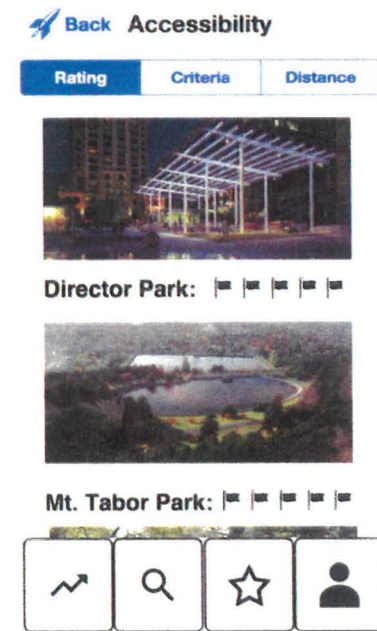 Back Accessibility
Rating Criteria Distance
Director Park:
Mt. Tabor Park: